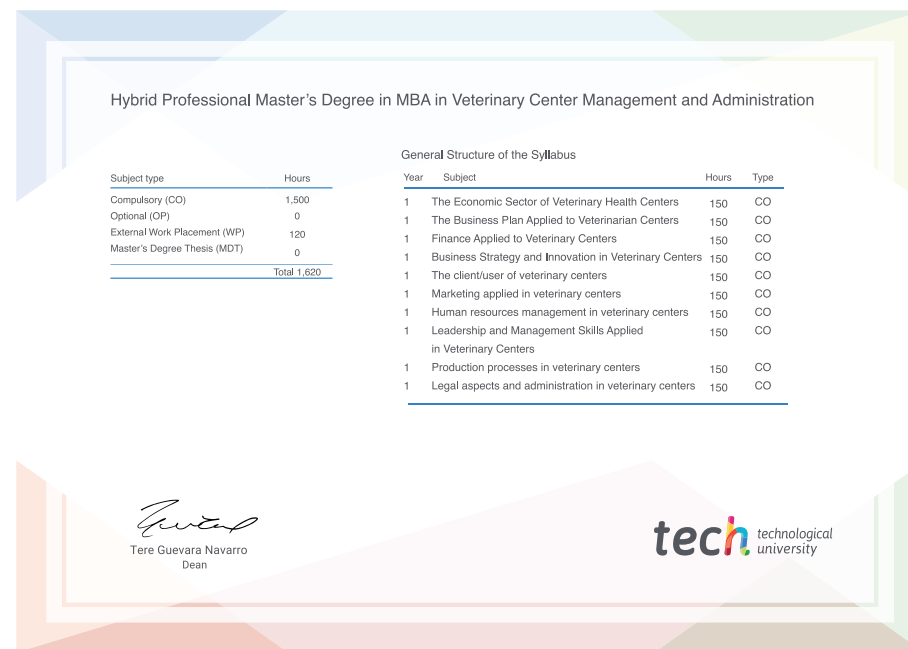 Hybrid Professional Master's Degree in MBA in Veterinary Center Management and Administration
Subject type Hours
Compulsory (CO) 1,500
Optional (OP) 0
External Work Placement (WP) 120
Master's Degree Thesis (MDT) 0
Total 1,620
General Structure of the Syllabus
Year Subject Hours Type
1 The Economic Sector of Veterinary Health Centers 150 CO
1 The Business Plan Applied to Veterinarian Centers 150 CO
1 Finance Applied to Veterinary Centers 150 CO
1 Business Strategy and Innovation in Veterinary Centers 150 CO
1 The client/user of veterinary centers 150 CO
1 Marketing applied in veterinary centers 150 CO
1 Human resources management in veterinary centers 150 CO
1 Leadership and Management Skills Applied 150 CO
in Veterinary Centers
1 Production processes in veterinary centers 150 CO
1 Legal aspects and administration in veterinary centers 150 CO
Tere Guevara Navarro
Dean
tech technological
university